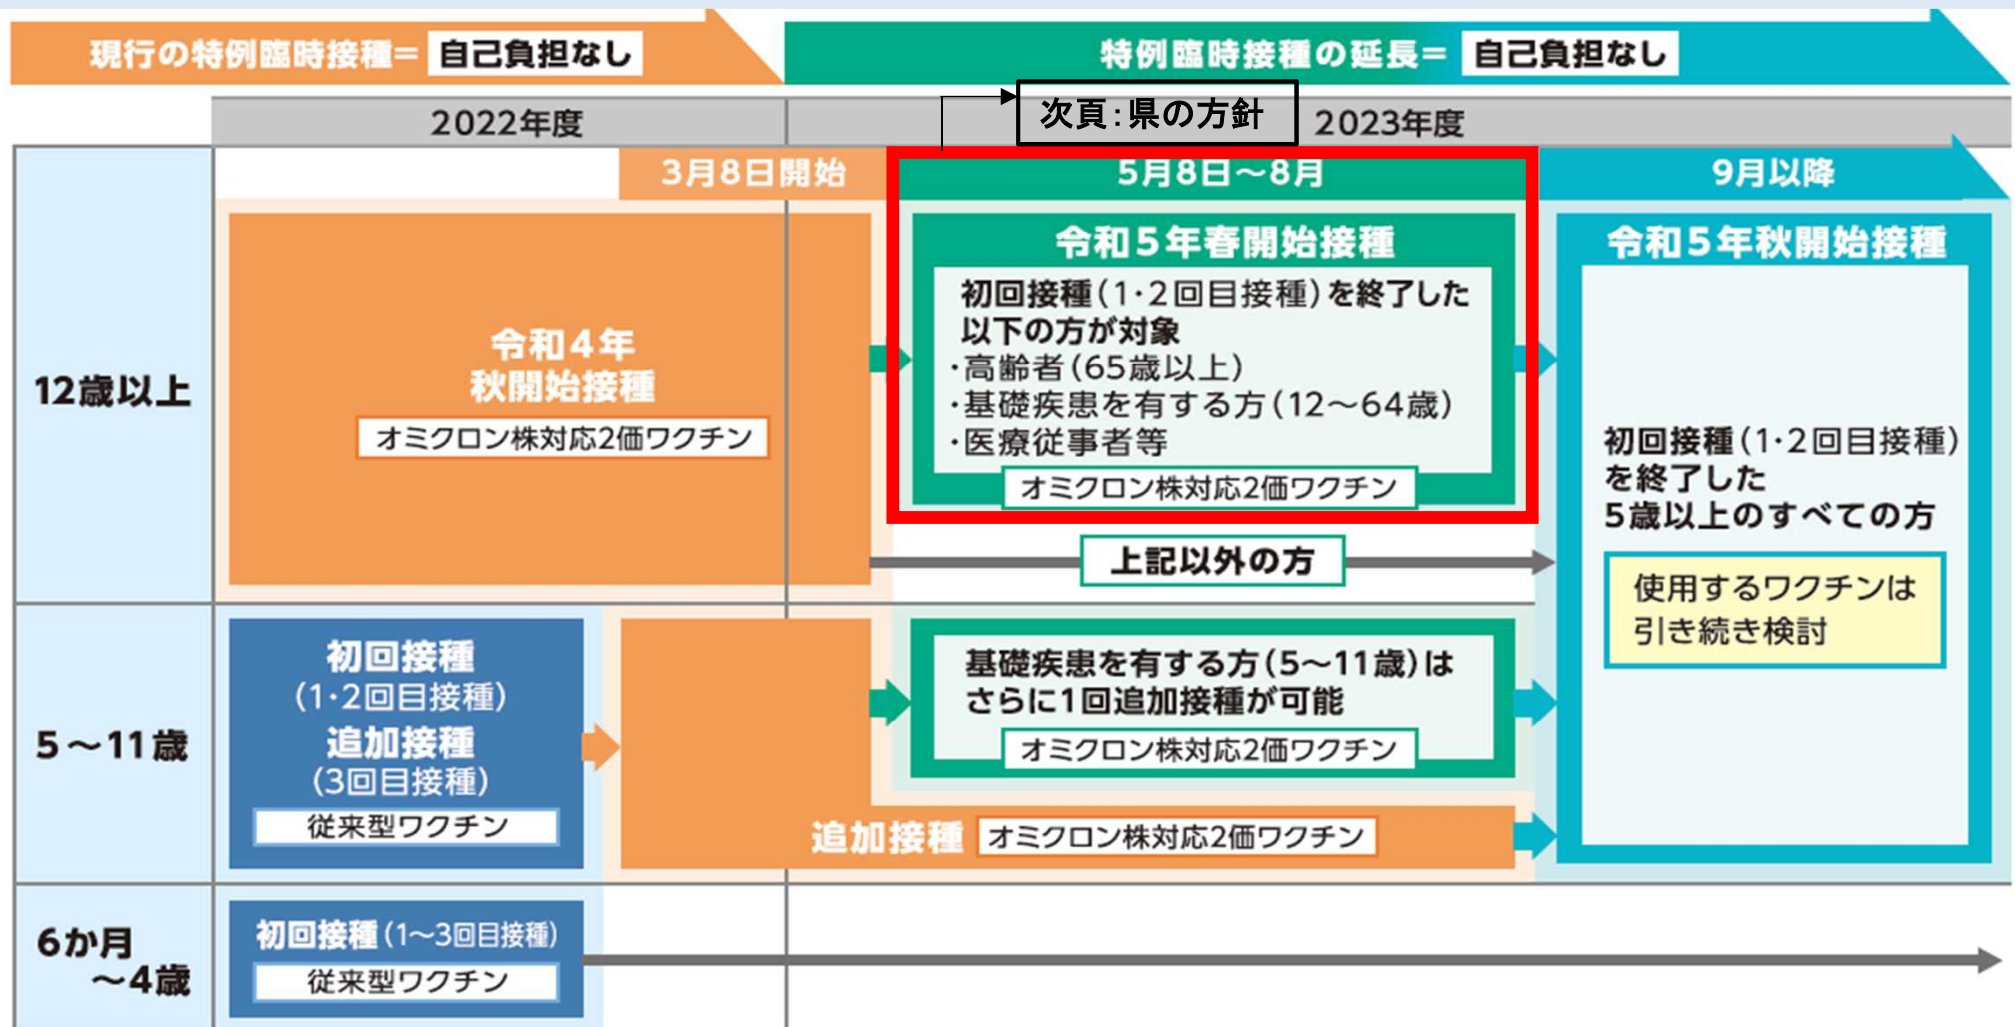 現行の特例臨時接種= 自己負担なし
特例臨時接種の延長= 自己負担なし
2022年度
次頁:県の方針
2023年度
3月8日開始
5月8日～8月
9月以降
12歳以上
令和4年
秋開始接種
オミクロン株対応2価ワクチン
令和5年春開始接種
初回接種(1・2回目接種)を終了した
以下の方が対象
・高齢者(65歳以上)
・基礎疾患を有する方(12～64歳)
・医療従事者等
オミクロン株対応2価ワクチン
上記以外の方
令和5年秋開始接種
初回接種(1・2回目接種)
を終了した
5歳以上のすべての方
使用するワクチンは
引き続き検討
5～11歳
初回接種
(1・2回目接種)
追加接種
(3回目接種)
従来型ワクチン
基礎疾患を有する方(5～11歳)は
さらに1回追加接種が可能
オミクロン株対応2価ワクチン
追加接種 オミクロン株対応2価ワクチン
6か月
～4歳
初回接種(1～3回目接種)
従来型ワクチン